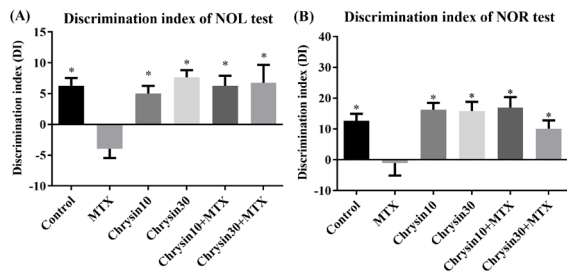 (A)
Discrimination index of NOL test
Discrimination index (DI)
10
5
0
-5
-10
*
*
*
*
*
Control
MTX
Chrysin10
Chrysin30
Chrysin10+MTX
Chrysin30+MTX
(B)
Discrimination index of NOR test
Discrimination index (DI)
40
30
20
10
0
-10
*
*
*
*
*
Control
MTX
Chrysin10
Chrysin30
Chrysin10+MTX
Chrysin30+MTX